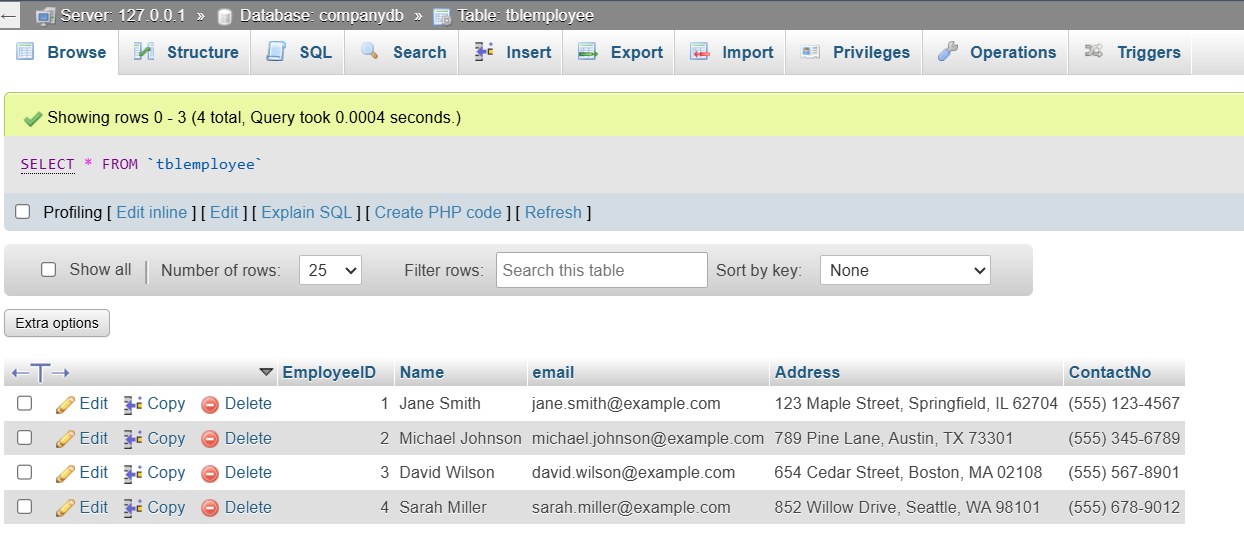 Server: 127.0.0.1 » Database: companydb » Table: tblemployee
Browse Structure SQL Search Insert Export Import Privileges Operations Triggers
Showing rows 0 - 3 (4 total, Query took 0.0004 seconds.)
SELECT * FROM `tblemployee`
Profiling [ Edit inline ] [ Edit ] [ Explain SQL ] [ Create PHP code ] [ Refresh ]
Show all | Number of rows: 25 Filter rows: Search this table Sort by key: None
Extra options
EmployeeID Name email Address ContactNo
Edit Copy Delete 1 Jane Smith jane.smith@example.com 123 Maple Street, Springfield, IL 62704 (555) 123-4567
Edit Copy Delete 2 Michael Johnson michael.johnson@example.com 789 Pine Lane, Austin, TX 73301 (555) 345-6789
Edit Copy Delete 3 David Wilson david.wilson@example.com 654 Cedar Street, Boston, MA 02108 (555) 567-8901
Edit Copy Delete 4 Sarah Miller sarah.miller@example.com 852 Willow Drive, Seattle, WA 98101 (555) 678-9012